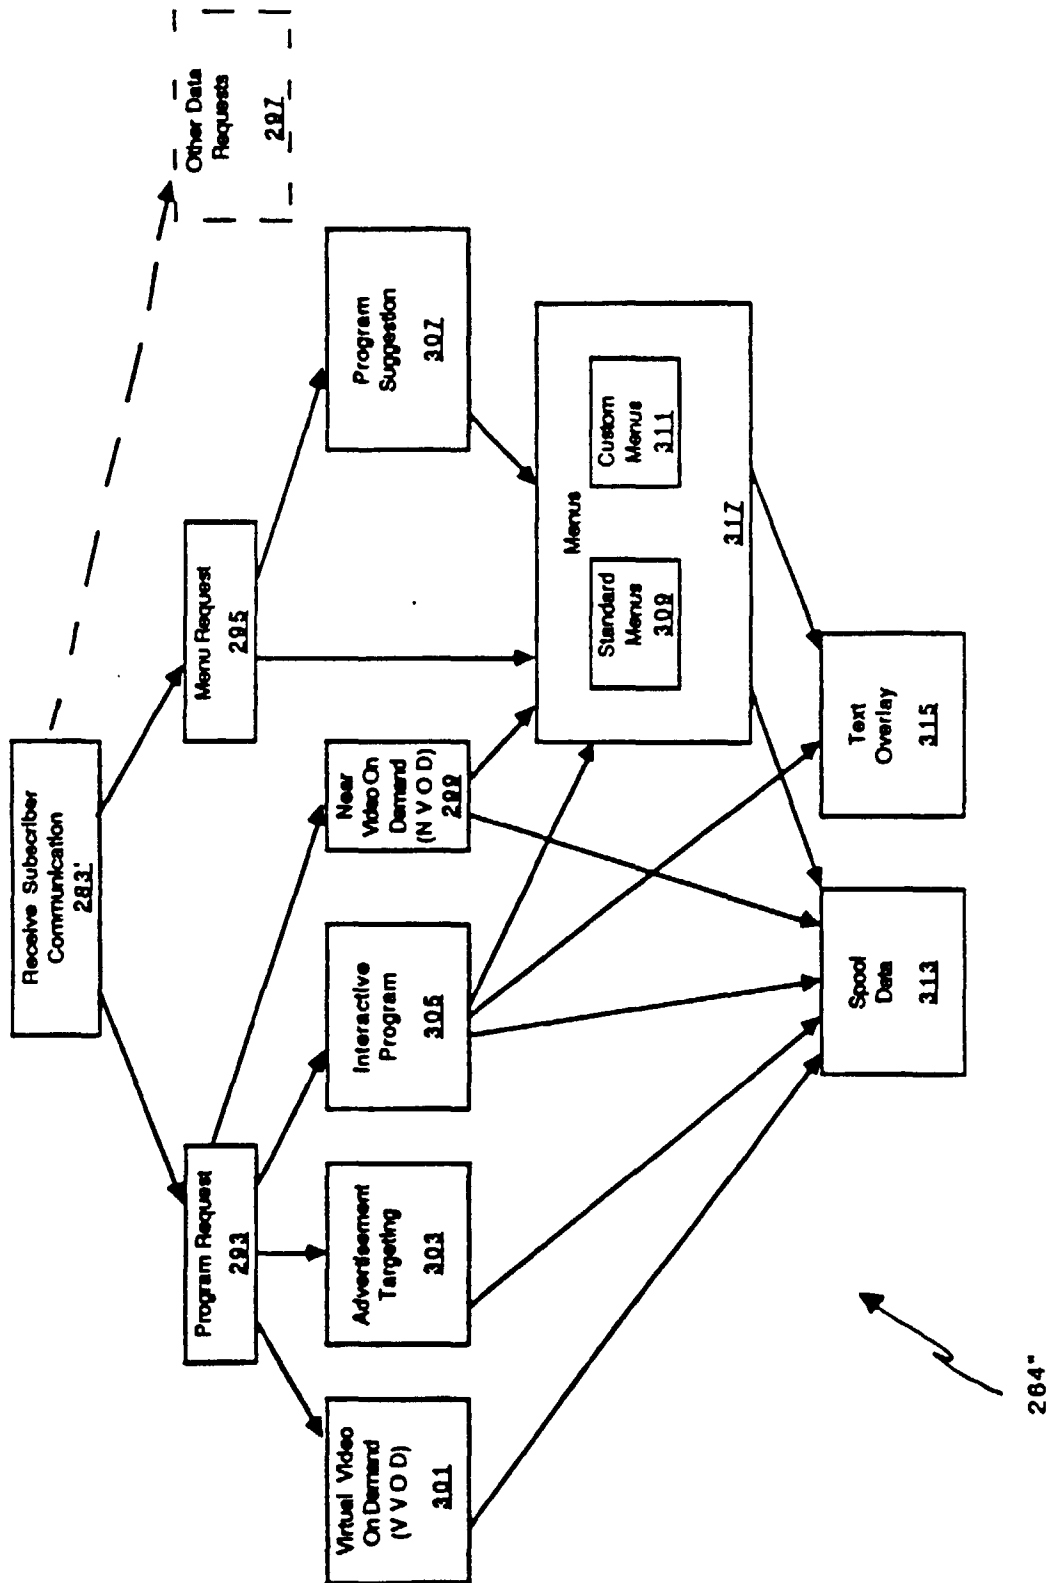 Receive Subscriber
Communication
283'
Program Request
293
Menu Request
295
Other Data
Requests
297
Virtual Video
On Demand
(V V O D)
301
Advertisement
Targeting
303
Interactive
Program
305
Near
Video On
Demand
(N V O D)
299
Program
Suggestion
307
Menus
Standard
Menus
309
Custom
Menus
311
317
Spool
Data
313
Text
Overlay
315
264"